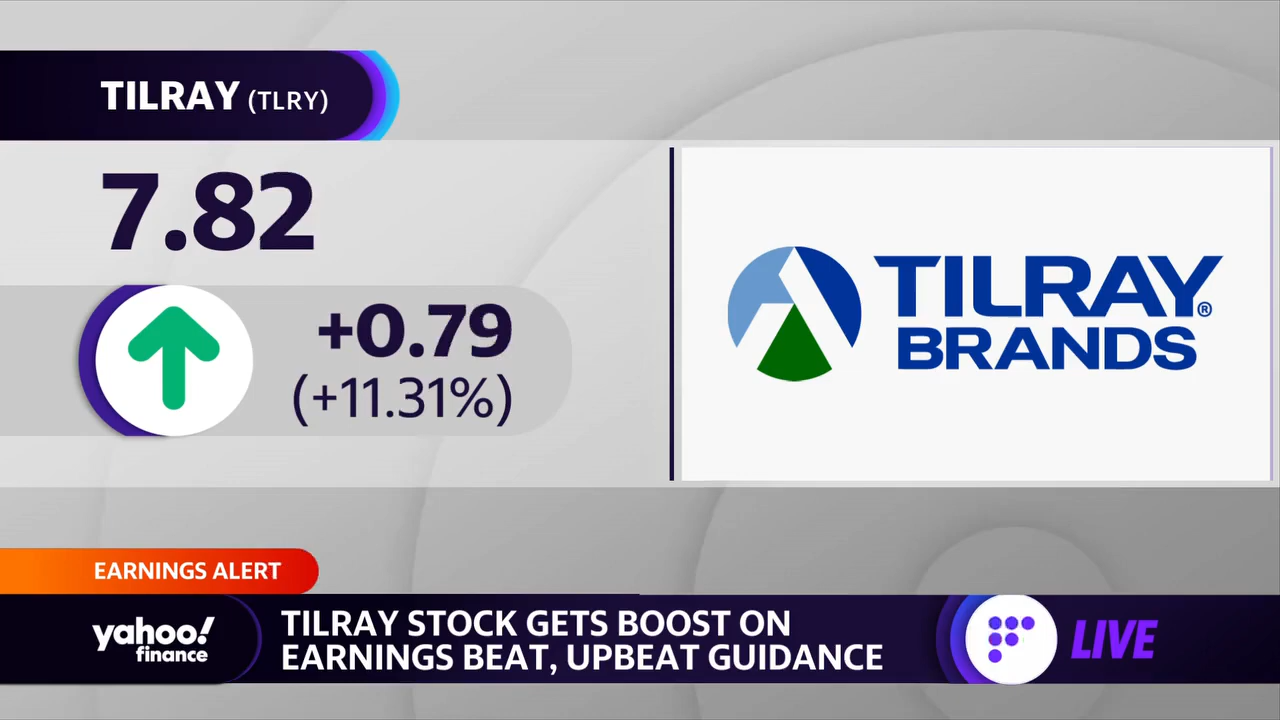 TILRAY (TLRY)
7.82
+0.79
(+11.31%)
TILRAY®
BRANDS
EARNINGS ALERT
yahoo!
finance
TILRAY STOCK GETS BOOST ON
EARNINGS BEAT, UPBEAT GUIDANCE
LIVE